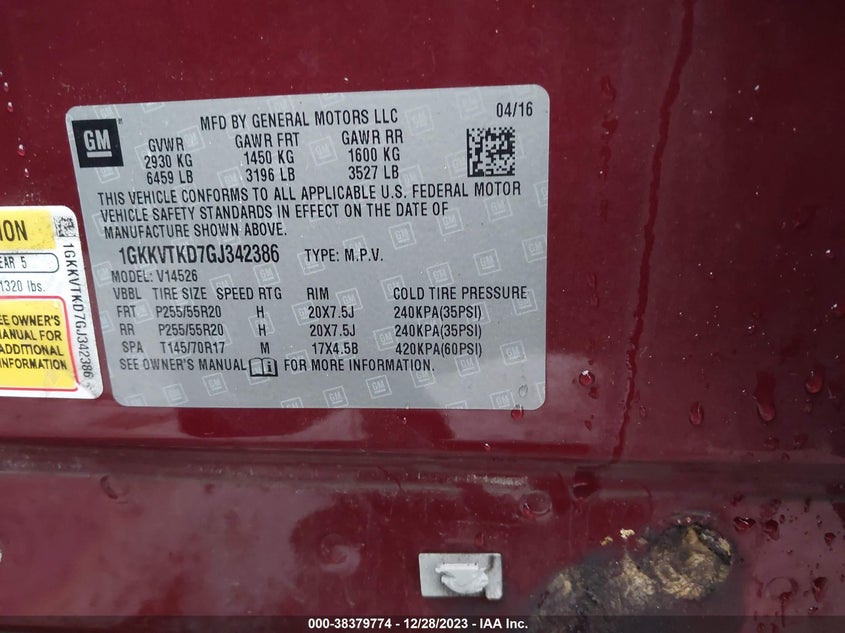 GM
MFD BY GENERAL MOTORS LLC
04/16
GVWR GAWR FRT GAWR RR
2930 KG 1450 KG 1600 KG
6459 LB 3196 LB 3527 LB
THIS VEHICLE CONFORMS TO ALL APPLICABLE U.S. FEDERAL MOTOR
VEHICLE SAFETY STANDARDS IN EFFECT ON THE DATE OF
MANUFACTURE SHOWN ABOVE.
1GKKVTKD7GJ342386 TYPE: M.P.V.
MODEL: V14526
VBBL TIRE SIZE SPEED RTG RIM COLD TIRE PRESSURE
FRT P255/55R20 H 20X7.5J 240KPA(35PSI)
RR P255/55R20 H 20X7.5J 240KPA(35PSI)
SPA T145/70R17 M 17X4.5B 420KPA(60PSI)
SEE OWNER'S MANUAL FOR MORE INFORMATION.
ION
EAR 5
1320 lbs.
EE OWNER'S
MANUAL FOR
ADDITIONAL
INFORMATION
1GKKVTKD7GJ342386
000-38379774 - 12/28/2023 - IAA Inc.